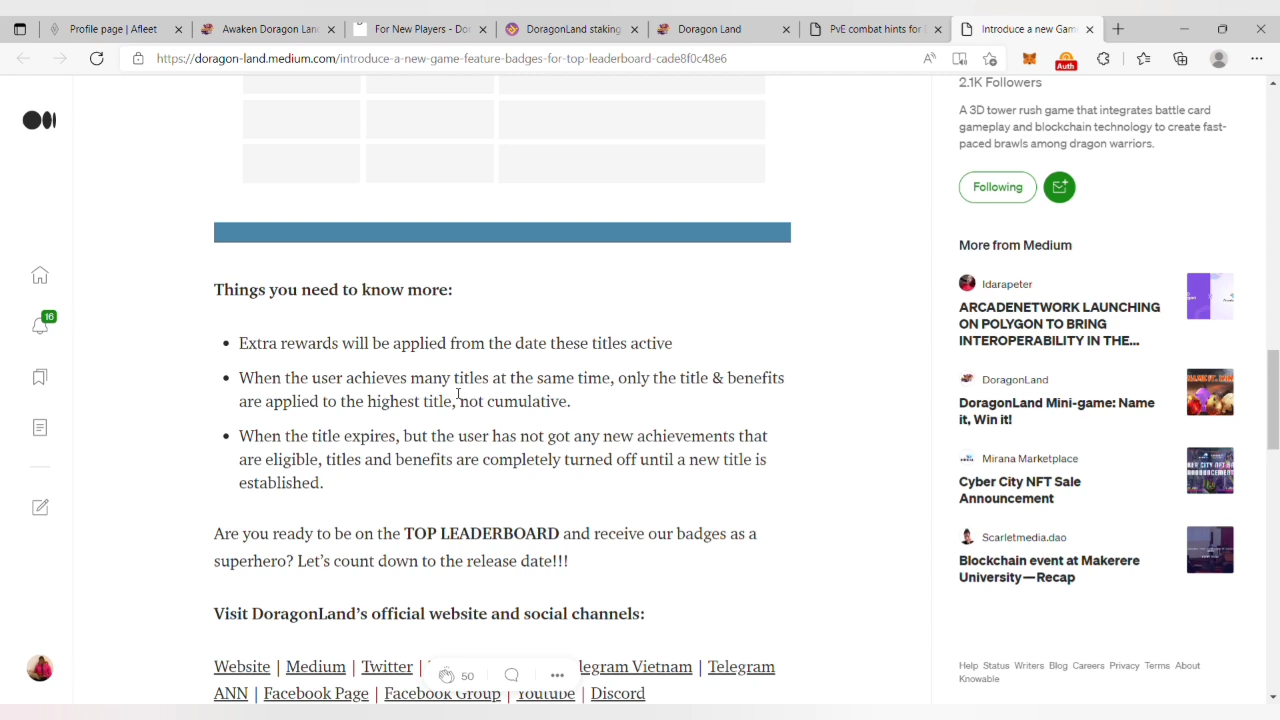 Profile page | Afleet
Awaken Doragon Lan
For New Players - Dor
DoragonLand staking
Doragon Land
PvE combat hints for
Introduce a new Gam
https://doragon-land.medium.com/introduce-a-new-game-feature-badges-for-top-leaderboard-cade8f0c48e6
Auth
2.1K Followers
A 3D tower rush game that integrates battle card
gameplay and blockchain technology to create fast-
paced brawls among dragon warriors.
Following
16
Things you need to know more:
• Extra rewards will be applied from the date these titles active
• When the user achieves many titles at the same time, only the title & benefits
are applied to the highest title, not cumulative.
• When the title expires, but the user has not got any new achievements that
are eligible, titles and benefits are completely turned off until a new title is
established.
Are you ready to be on the TOP LEADERBOARD and receive our badges as a
superhero? Let's count down to the release date!!!
Visit DoragonLand's official website and social channels:
Website | Medium | Twitter | legram Vietnam | Telegram
ANN | Facebook Page | Facebook Group | Youtube | Discord
50
More from Medium
Idarapeter
ARCADENETWORK LAUNCHING
ON POLYGON TO BRING
INTEROPERABILITY IN THE...
DoragonLand
DoragonLand Mini-game: Name
it, Win it!
Mirana Marketplace
Cyber City NFT Sale
Announcement
Scarletmedia.dao
Blockchain event at Makerere
University—Recap
Help Status Writers Blog Careers Privacy Terms About
Knowable